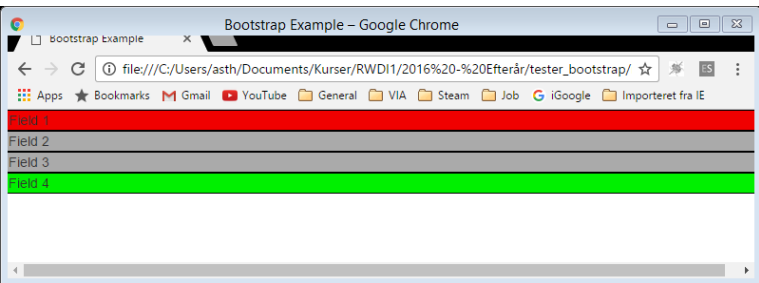 Bootstrap Example – Google Chrome
Bootstrap Example
file:///C:/Users/asth/Documents/Kurser/RWDI1/2016%20-%20Efterår/tester_bootstrap/
ES
Apps Bookmarks Gmail YouTube General VIA Steam Job iGoogle Importeret fra IE
Field 1
Field 2
Field 3
Field 4